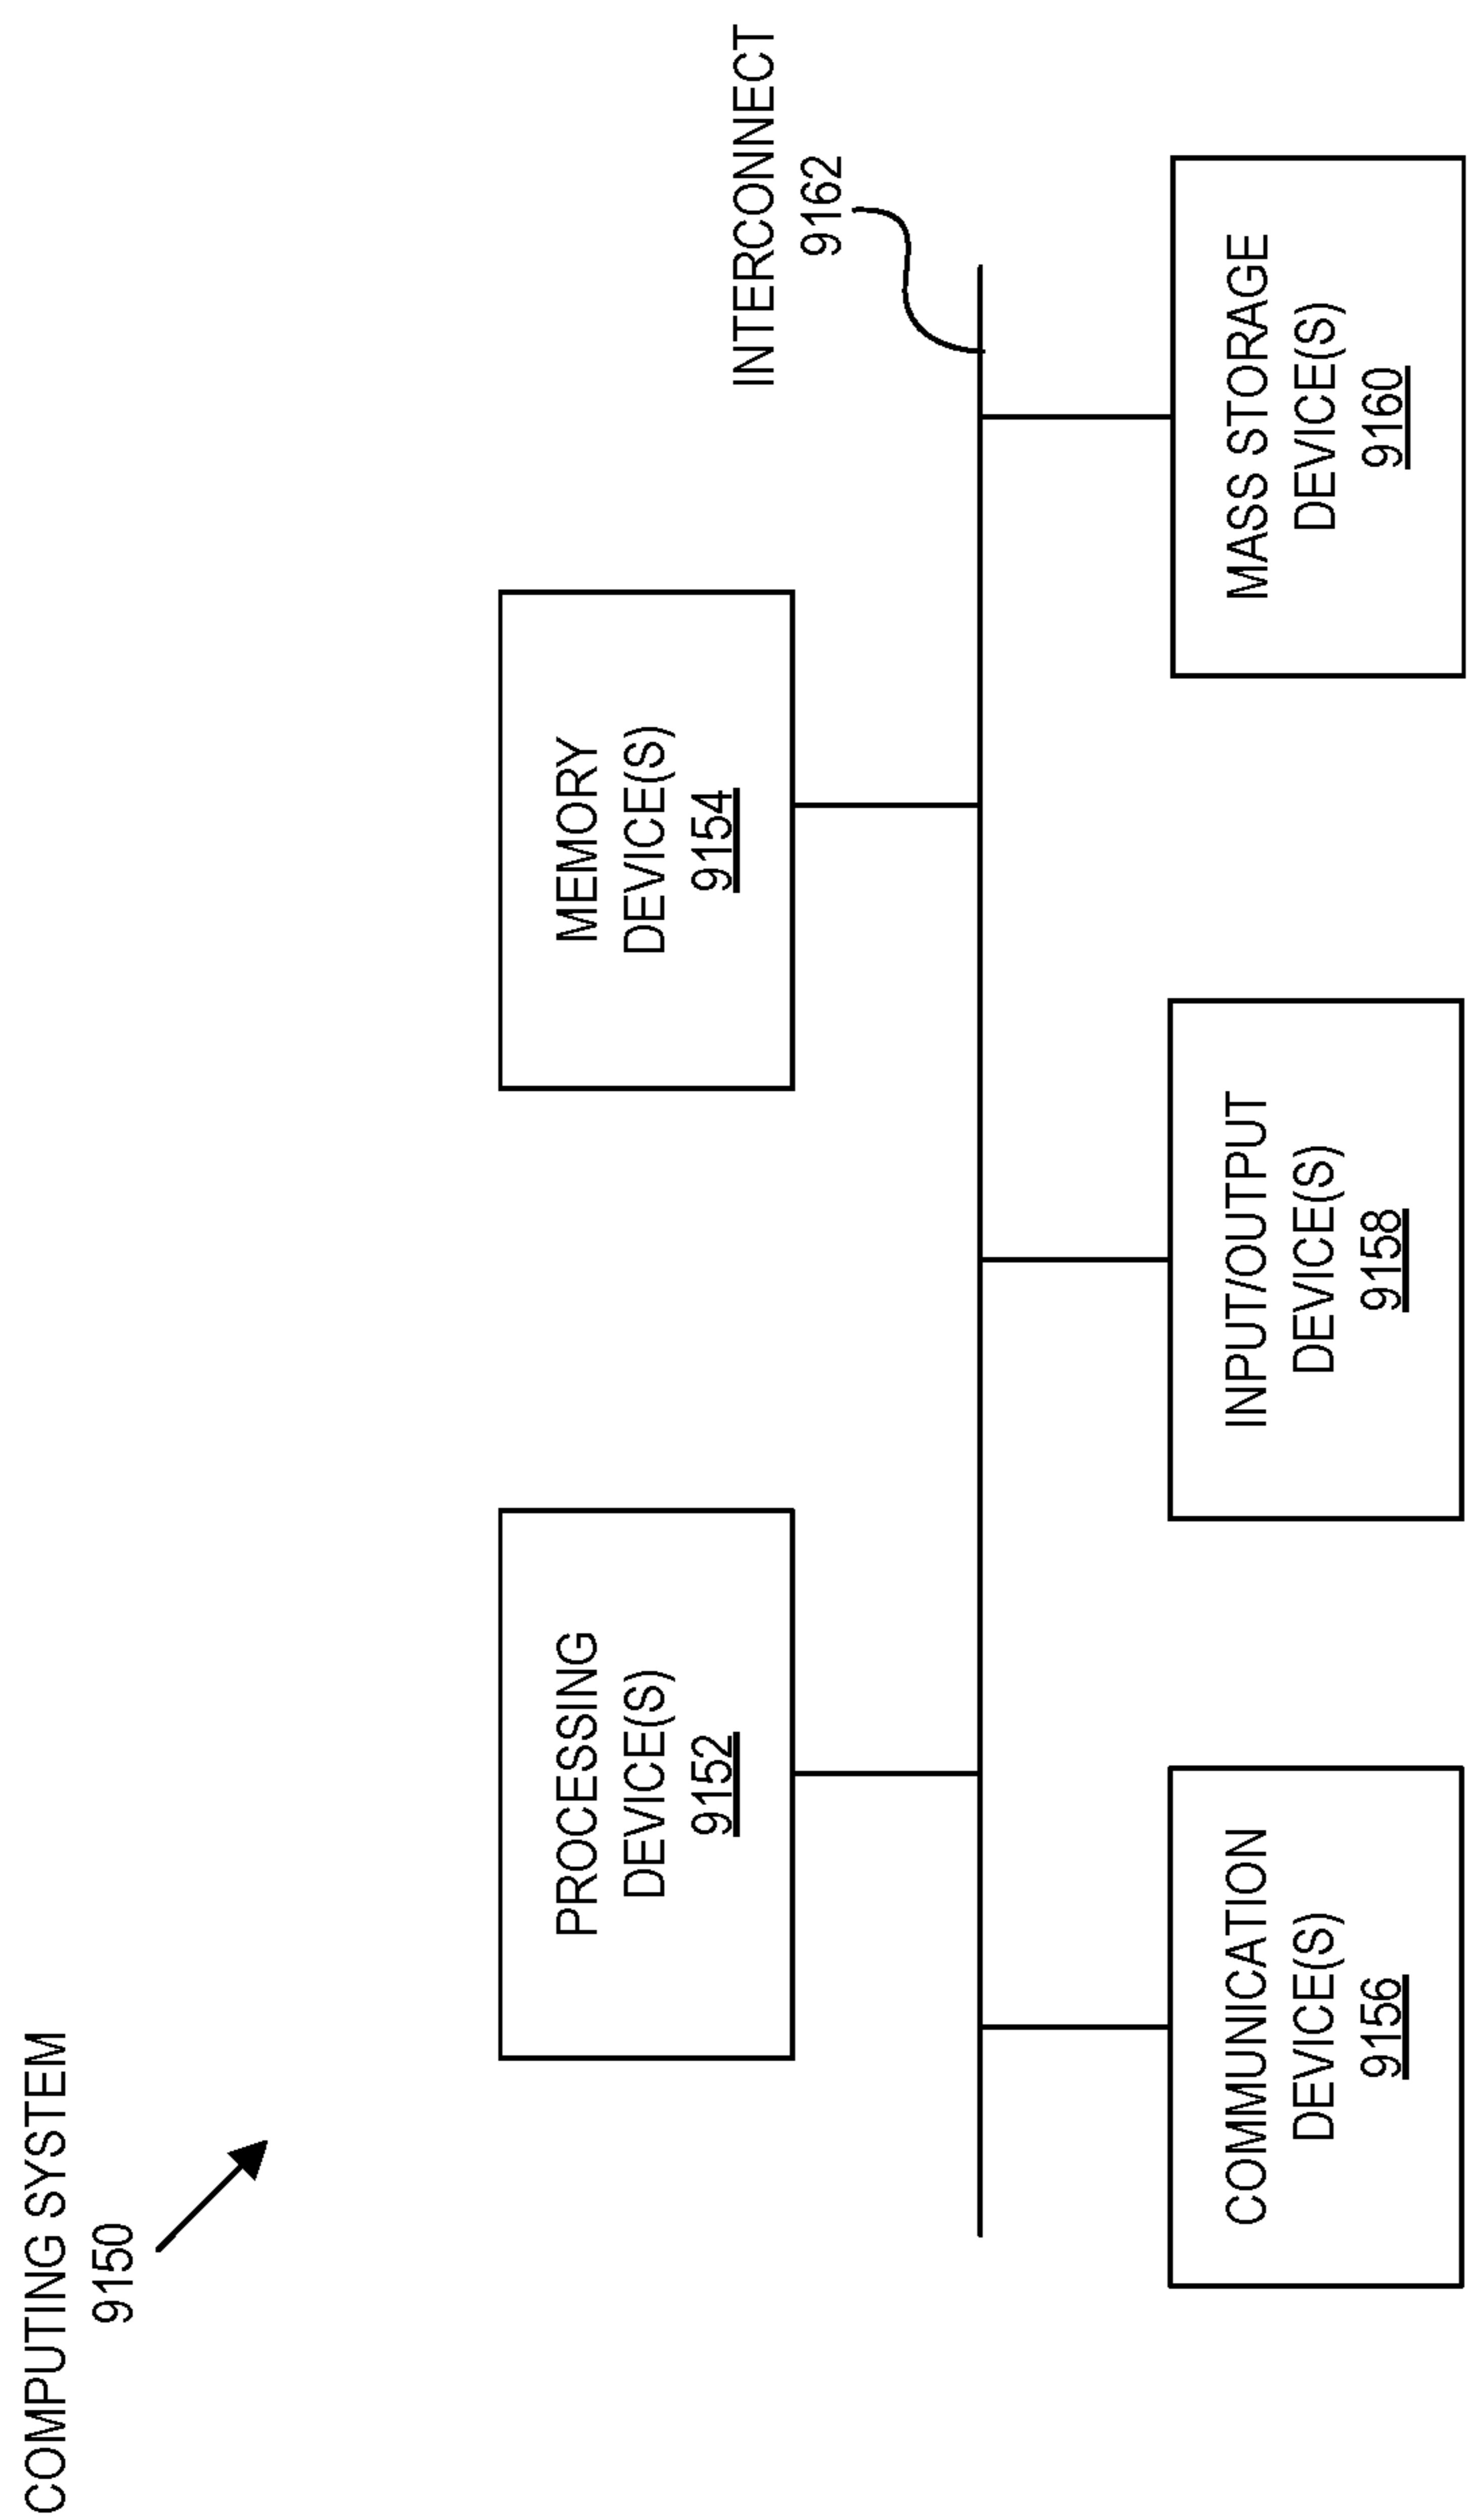 COMPUTING SYSTEM
9150
PROCESSING
DEVICE(S)
9152
MEMORY
DEVICE(S)
9154
INTERCONNECT
9162
COMMUNICATION
DEVICE(S)
9156
INPUT/OUTPUT
DEVICE(S)
9158
MASS STORAGE
DEVICE(S)
9160